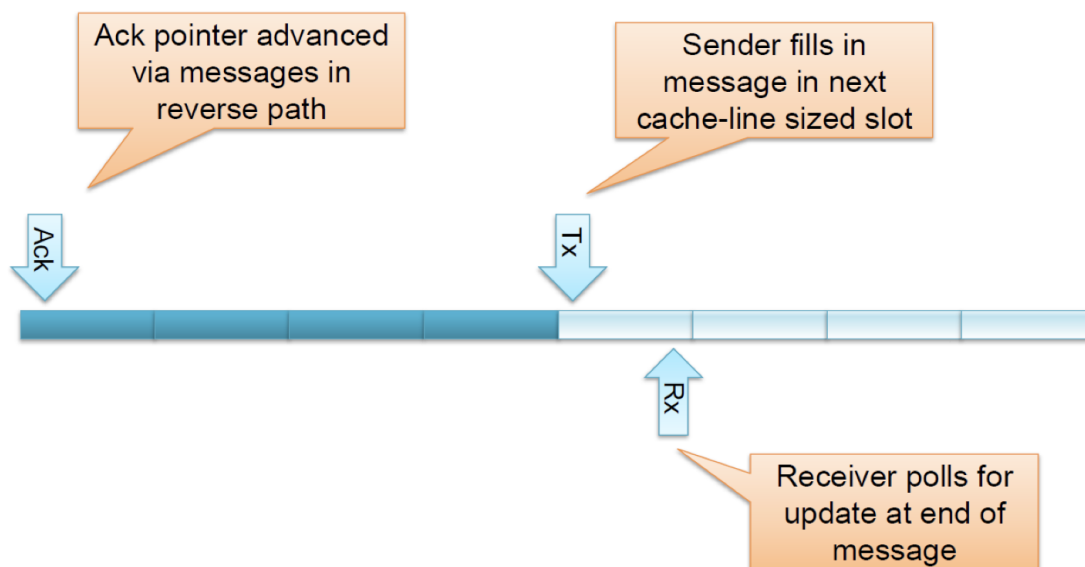 Ack pointer advanced
via messages in
reverse path
Sender fills in
message in next
cache-line sized slot
Ack
Tx
Rx
Receiver polls for
update at end of
message